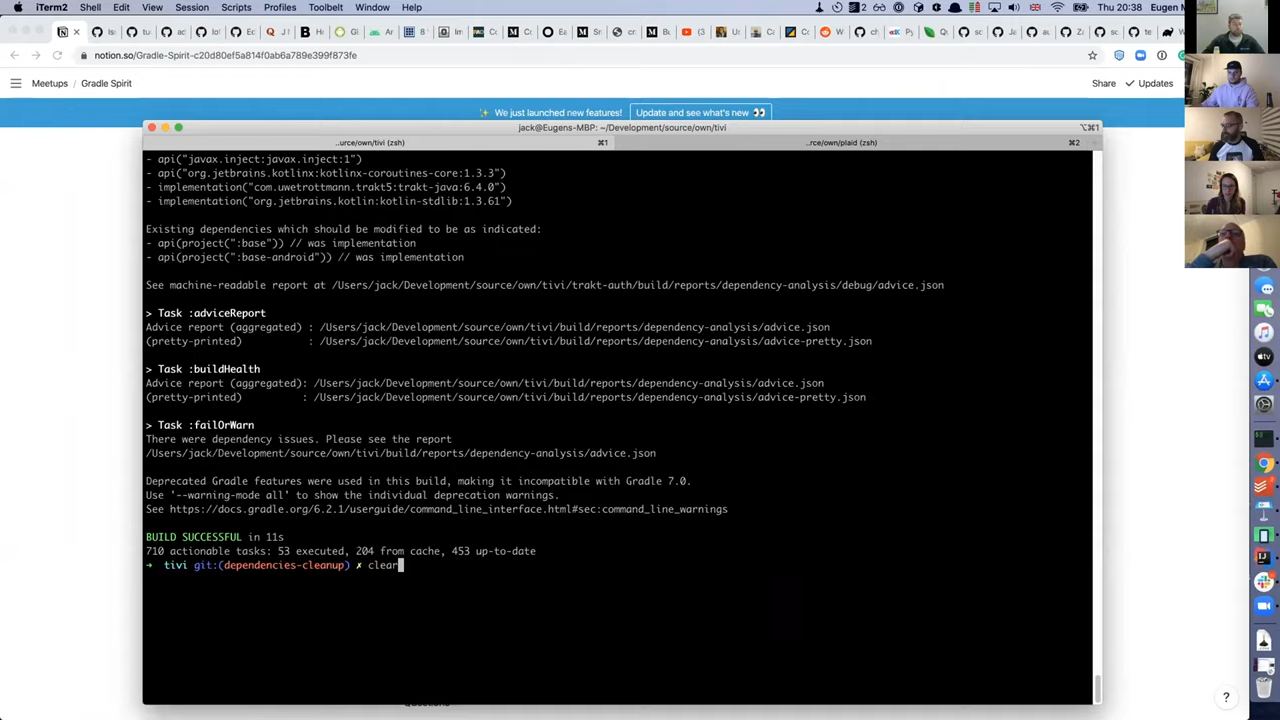 iTerm2 Shell Edit View Session Scripts Profiles Toolbelt Window Help
Thu 20:38 Eugen M
notion.so/Gradle-Spirit-c20d80ef5a814f0ab6a789e399f873fe
Meetups / Gradle Spirit
Share ✓ Updates
✨ We just launched new features! Update and see what's new 👀
jack@Eugens-MBP: ~/Development/source/own/tivi
⌥⌘1
..urce/own/tivi (zsh) ⌘1 ..rce/own/plaid (zsh) ⌘2
- api("javax.inject:javax.inject:1")
- api("org.jetbrains.kotlinx:kotlinx-coroutines-core:1.3.3")
- implementation("com.uwetrottmann.trakt5:trakt-java:6.4.0")
- implementation("org.jetbrains.kotlin:kotlin-stdlib:1.3.61")
Existing dependencies which should be modified to be as indicated:
- api(project(":base")) // was implementation
- api(project(":base-android")) // was implementation
See machine-readable report at /Users/jack/Development/source/own/tivi/trakt-auth/build/reports/dependency-analysis/debug/advice.json
> Task :adviceReport
Advice report (aggregated) : /Users/jack/Development/source/own/tivi/build/reports/dependency-analysis/advice.json
(pretty-printed) : /Users/jack/Development/source/own/tivi/build/reports/dependency-analysis/advice-pretty.json
> Task :buildHealth
Advice report (aggregated): /Users/jack/Development/source/own/tivi/build/reports/dependency-analysis/advice.json
(pretty-printed) : /Users/jack/Development/source/own/tivi/build/reports/dependency-analysis/advice-pretty.json
> Task :failOrWarn
There were dependency issues. Please see the report
/Users/jack/Development/source/own/tivi/build/reports/dependency-analysis/advice.json
Deprecated Gradle features were used in this build, making it incompatible with Gradle 7.0.
Use '--warning-mode all' to show the individual deprecation warnings.
See https://docs.gradle.org/6.2.1/userguide/command_line_interface.html#sec:command_line_warnings
BUILD SUCCESSFUL in 11s
710 actionable tasks: 53 executed, 204 from cache, 453 up-to-date
➜ tivi git:(dependencies-cleanup) ✗ clear
?